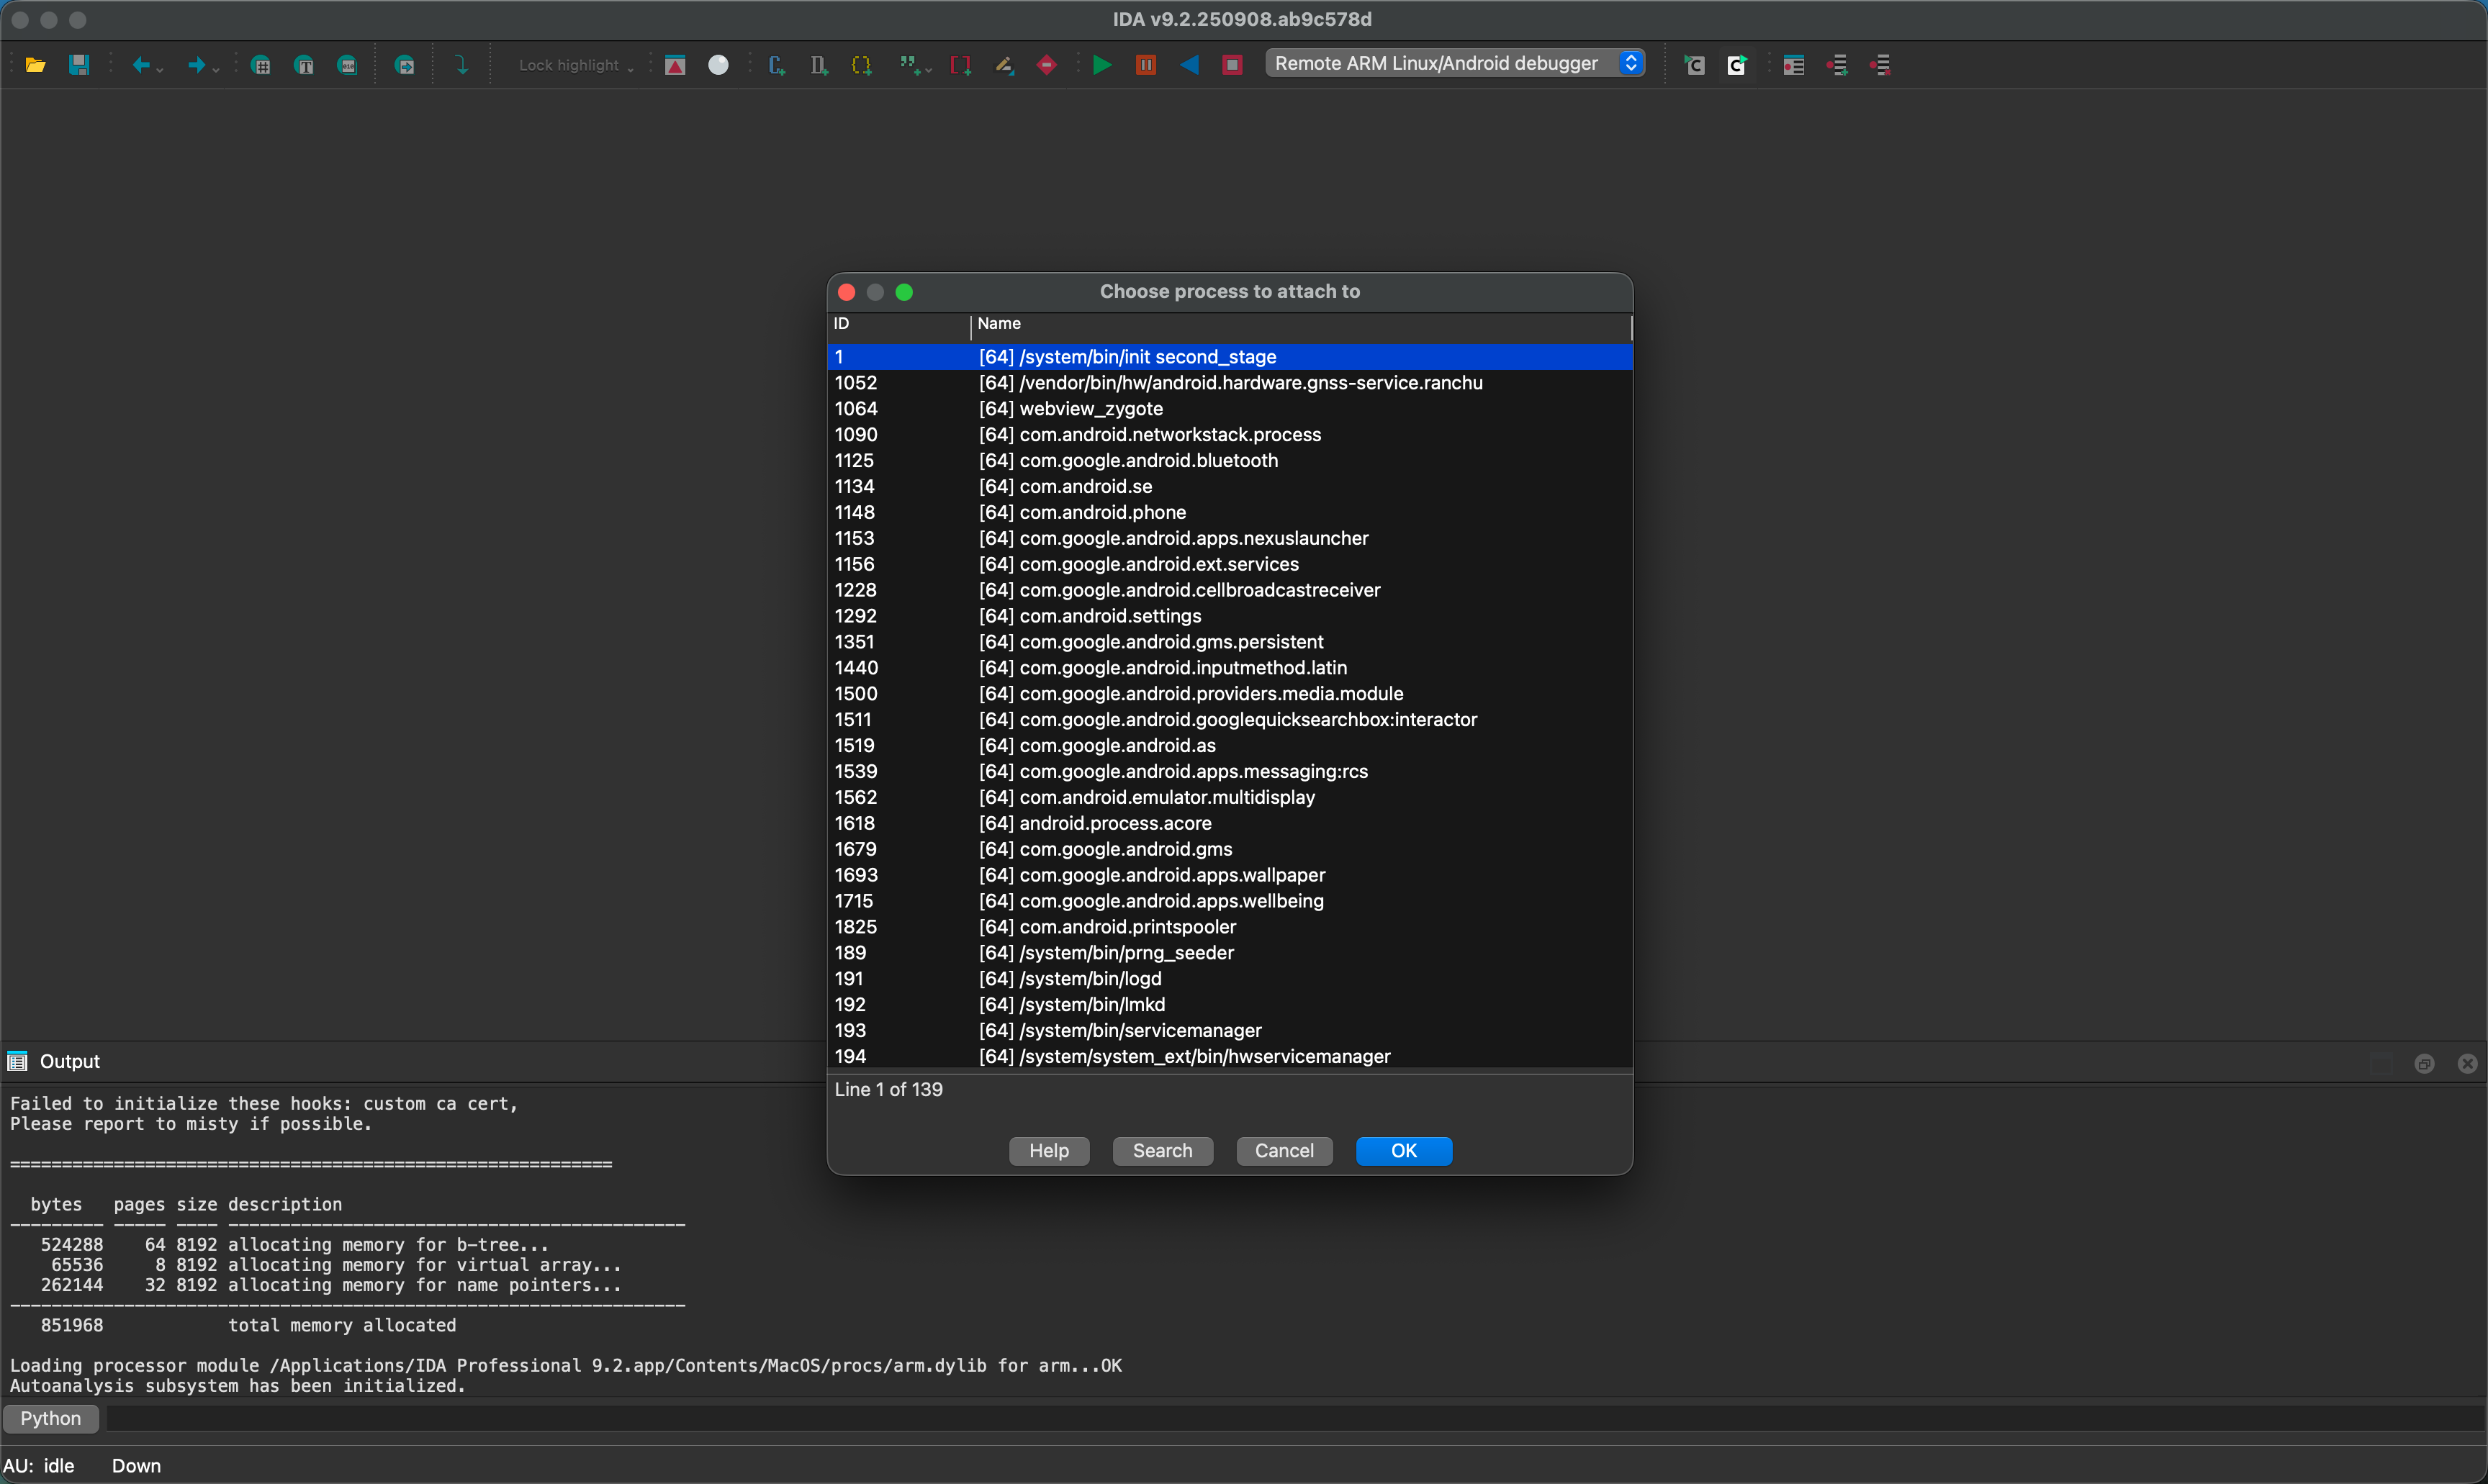 IDA v9.2.250908.ab9c578d
Lock highlight
Remote ARM Linux/Android debugger
Choose process to attach to
ID Name
1 [64] /system/bin/init second_stage
1052 [64] /vendor/bin/hw/android.hardware.gnss-service.ranchu
1064 [64] webview_zygote
1090 [64] com.android.networkstack.process
1125 [64] com.google.android.bluetooth
1134 [64] com.android.se
1148 [64] com.android.phone
1153 [64] com.google.android.apps.nexuslauncher
1156 [64] com.google.android.ext.services
1228 [64] com.google.android.cellbroadcastreceiver
1292 [64] com.android.settings
1351 [64] com.google.android.gms.persistent
1440 [64] com.google.android.inputmethod.latin
1500 [64] com.google.android.providers.media.module
1511 [64] com.google.android.googlequicksearchbox:interactor
1519 [64] com.google.android.as
1539 [64] com.google.android.apps.messaging:rcs
1562 [64] com.android.emulator.multidisplay
1618 [64] android.process.acore
1679 [64] com.google.android.gms
1693 [64] com.google.android.apps.wallpaper
1715 [64] com.google.android.apps.wellbeing
1825 [64] com.android.printspooler
189 [64] /system/bin/prng_seeder
191 [64] /system/bin/logd
192 [64] /system/bin/lmkd
193 [64] /system/bin/servicemanager
194 [64] /system/system_ext/bin/hwservicemanager
Line 1 of 139
Help Search Cancel OK
Output
Failed to initialize these hooks: custom ca cert,
Please report to misty if possible.
==========================================================
bytes pages size description
--------- ----- ---- --------------------------------------------
524288 64 8192 allocating memory for b-tree...
65536 8 8192 allocating memory for virtual array...
262144 32 8192 allocating memory for name pointers...
-----------------------------------------------------------------
851968 total memory allocated
Loading processor module /Applications/IDA Professional 9.2.app/Contents/MacOS/procs/arm.dylib for arm...OK
Autoanalysis subsystem has been initialized.
Python
AU: idle Down